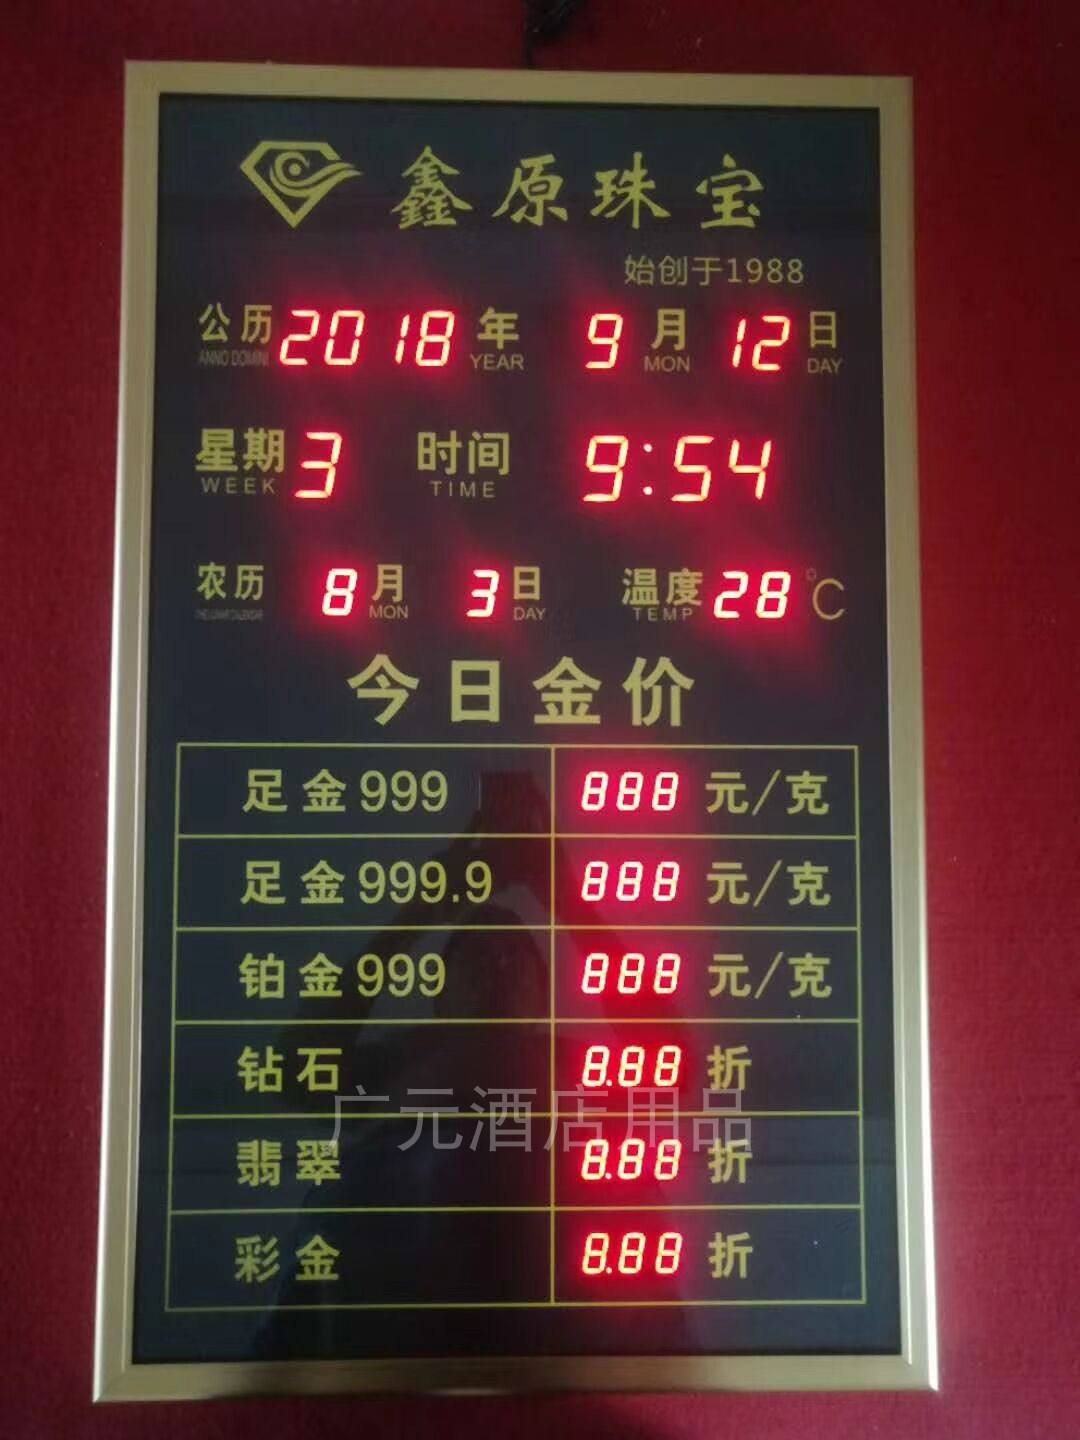 鑫原珠宝
始创于1988
公历 2018 年 9 月 12 日
ANNO DOMINI YEAR MON DAY
星期 3 时间 9:54
WEEK TIME
农历 8 月 3 日 温度 28 °C
MON DAY TEMP
今日金价
足金999 888 元/克
足金999.9 888 元/克
铂金999 888 元/克
钻石 8.88 折
广元酒店用品
翡翠 8.88 折
彩金 8.88 折